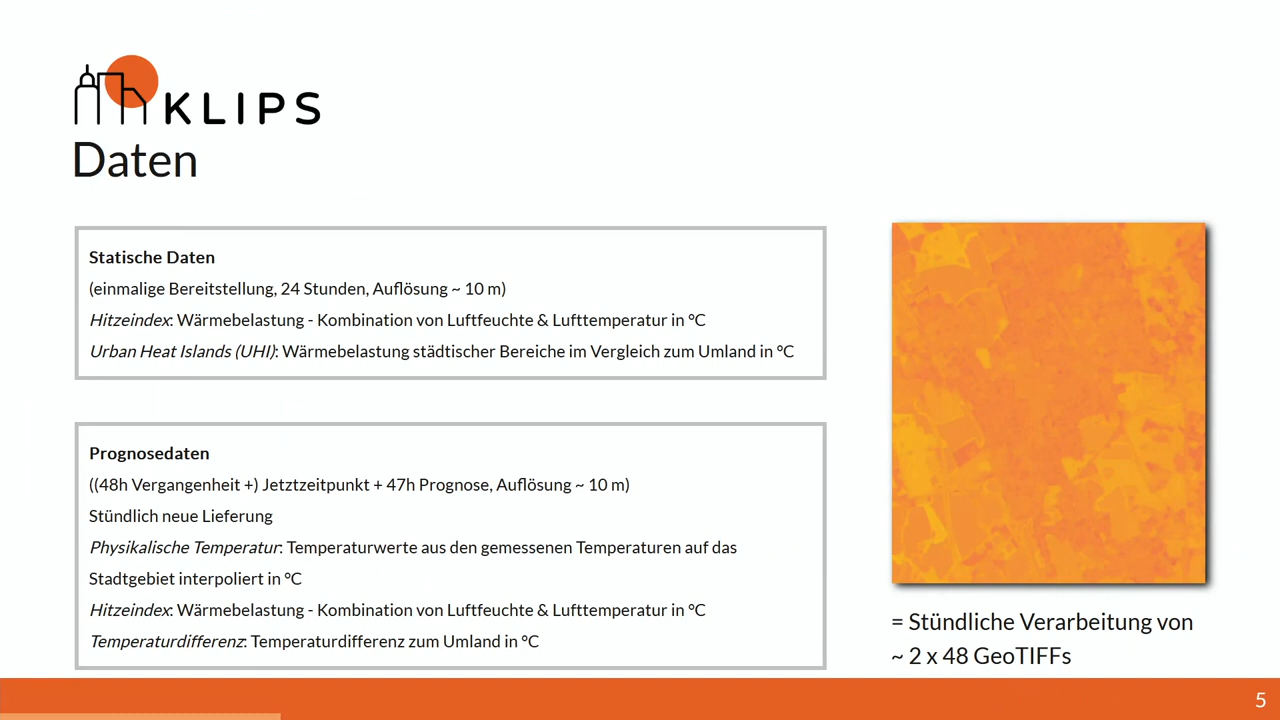 KLIPS
Daten
Statische Daten
(einmalige Bereitstellung, 24 Stunden, Auflösung ~ 10 m)
Hitzeindex: Wärmebelastung - Kombination von Luftfeuchte & Lufttemperatur in °C
Urban Heat Islands (UHI): Wärmebelastung städtischer Bereiche im Vergleich zum Umland in °C
Prognosedaten
((48h Vergangenheit +) Jetztzeitpunkt + 47h Prognose, Auflösung ~ 10 m)
Stündlich neue Lieferung
Physikalische Temperatur: Temperaturwerte aus den gemessenen Temperaturen auf das
Stadtgebiet interpoliert in °C
Hitzeindex: Wärmebelastung - Kombination von Luftfeuchte & Lufttemperatur in °C
Temperaturdifferenz: Temperaturdifferenz zum Umland in °C
= Stündliche Verarbeitung von
~ 2 x 48 GeoTIFFs
5